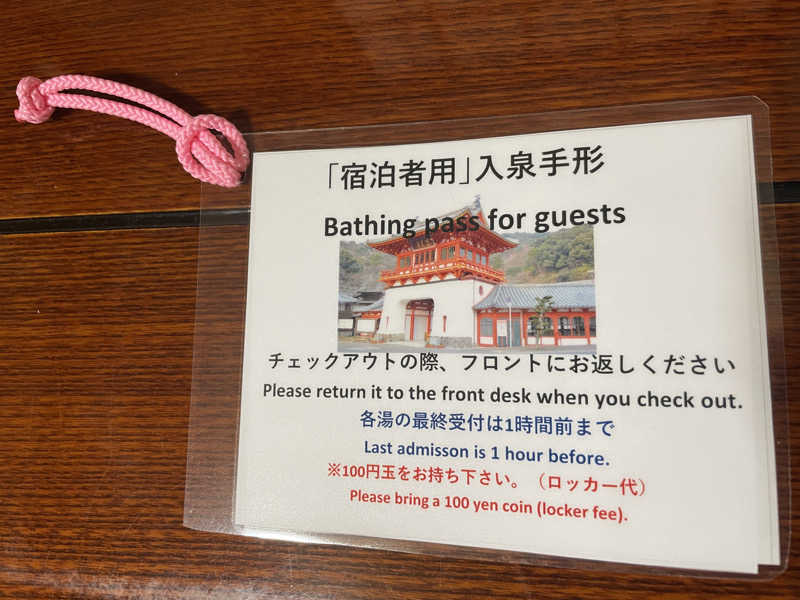 「宿泊者用」入泉手形
Bathing pass for guests
チェックアウトの際、フロントにお返しください
Please return it to the front desk when you check out.
各湯の最終受付は1時間前まで
Last admisson is 1 hour before.
※100円玉をお持ち下さい。（ロッカー代）
Please bring a 100 yen coin (locker fee).